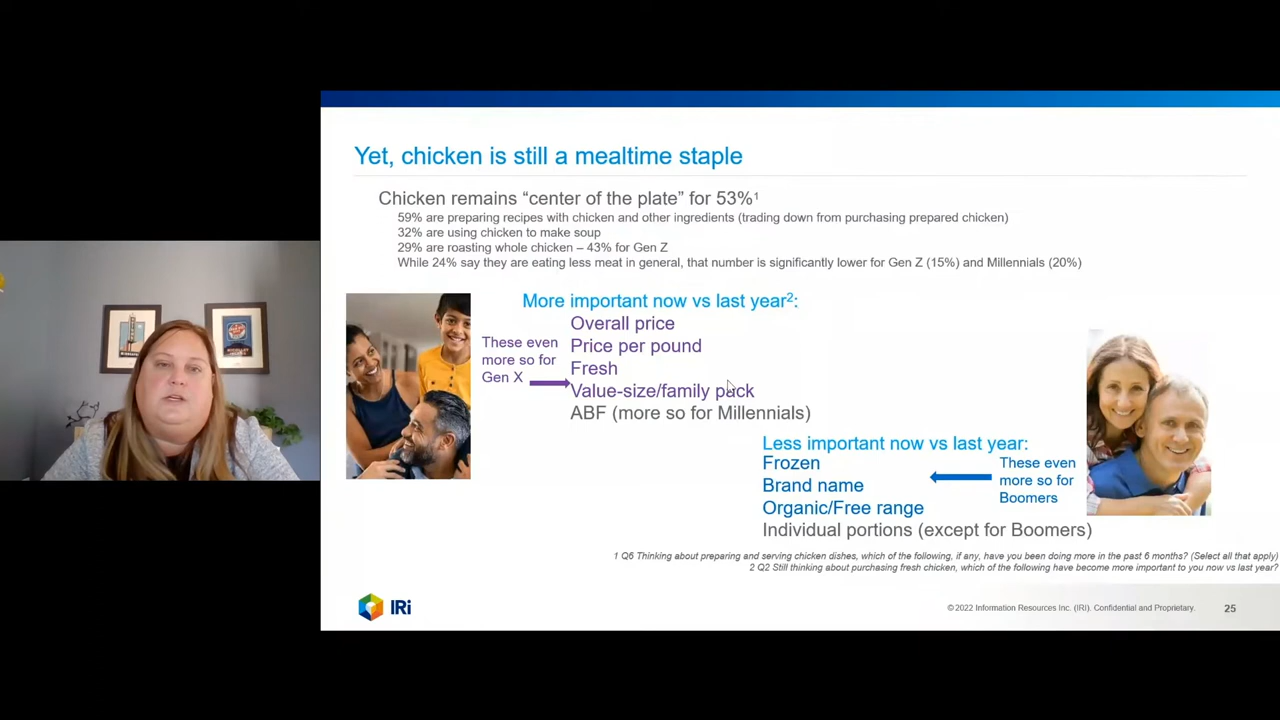 Yet, chicken is still a mealtime staple
Chicken remains “center of the plate” for 53%¹
59% are preparing recipes with chicken and other ingredients (trading down from purchasing prepared chicken)
32% are using chicken to make soup
29% are roasting whole chicken – 43% for Gen Z
While 24% say they are eating less meat in general, that number is significantly lower for Gen Z (15%) and Millennials (20%)
More important now vs last year²:
Overall price
Price per pound
Fresh
Value-size/family pack
ABF (more so for Millennials)
These even
more so for
Gen X
Less important now vs last year:
Frozen
Brand name
Organic/Free range
Individual portions (except for Boomers)
These even
more so for
Boomers
1 Q6 Thinking about preparing and serving chicken dishes, which of the following, if any, have you been doing more in the past 6 months? (Select all that apply)
2 Q2 Still thinking about purchasing fresh chicken, which of the following have become more important to you now vs last year?
IRi
© 2022 Information Resources Inc. (IRI). Confidential and Proprietary.
25